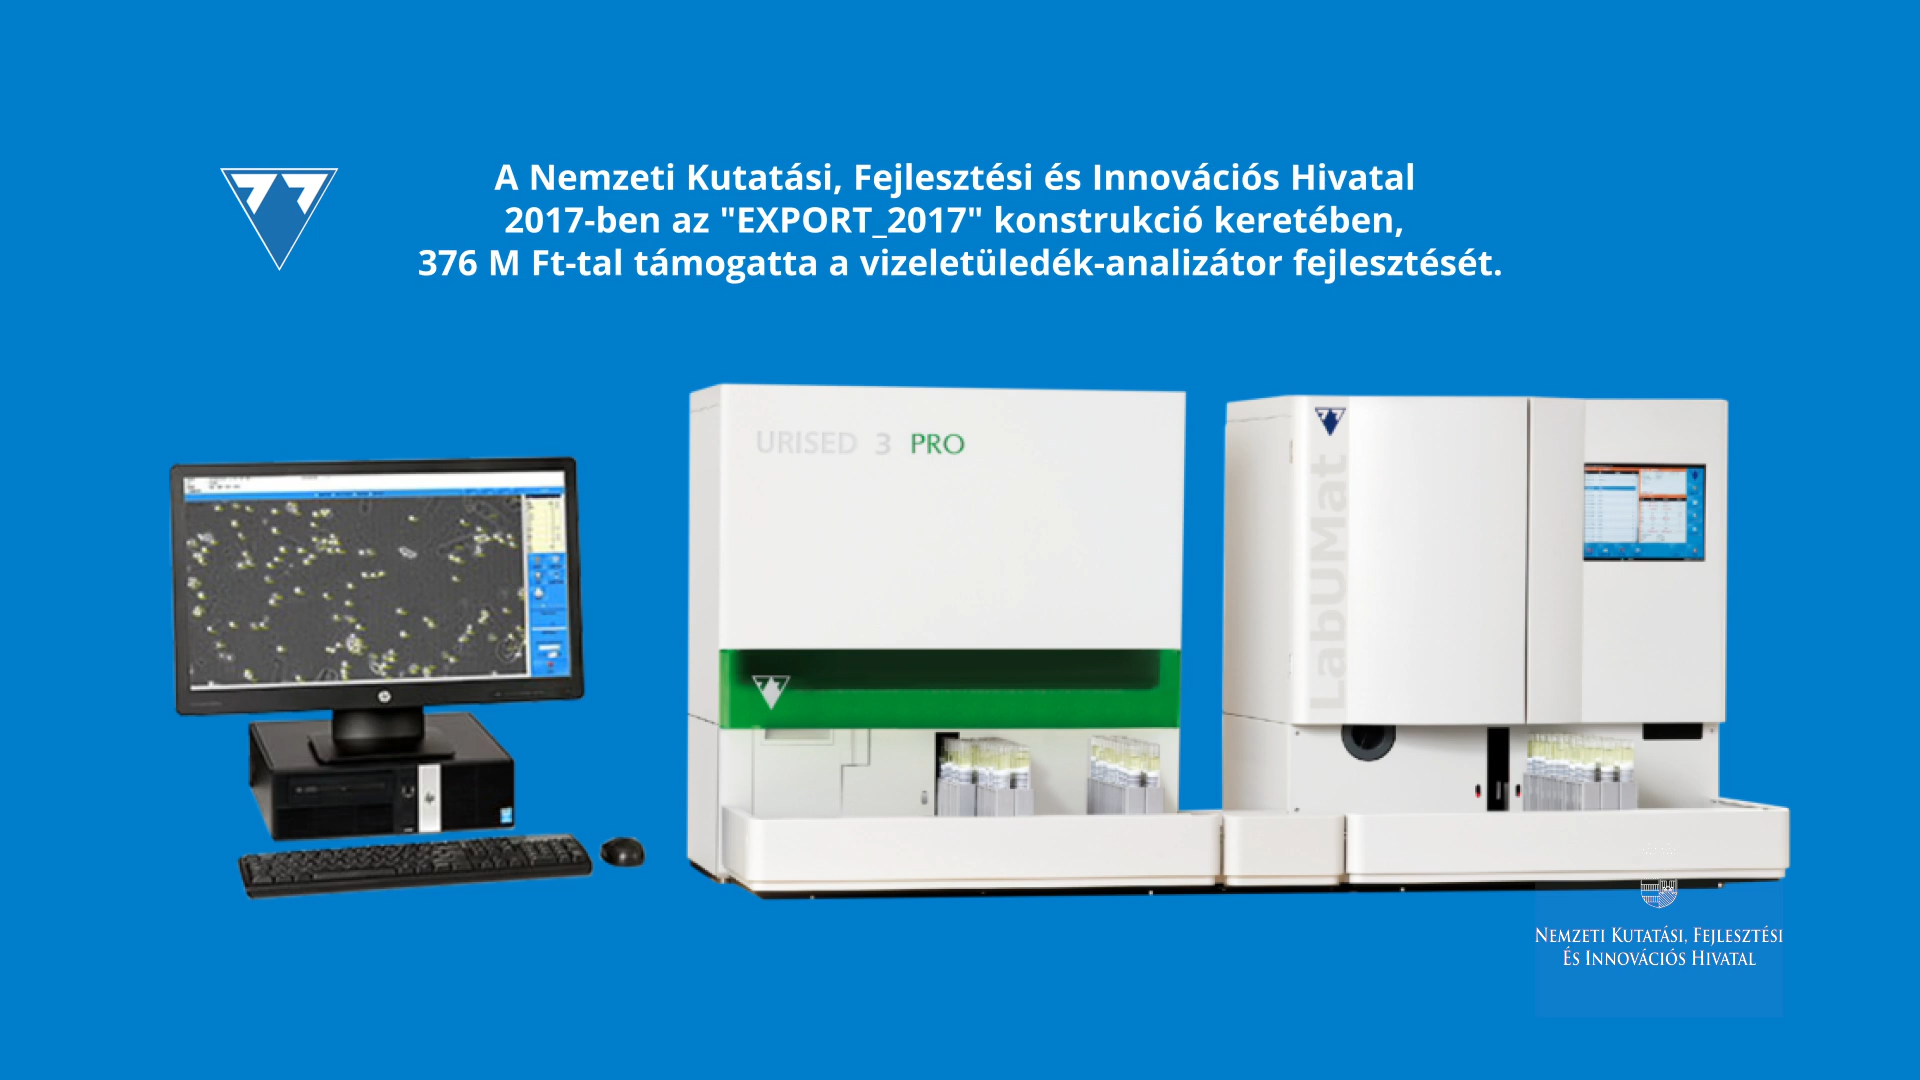 A Nemzeti Kutatási, Fejlesztési és Innovációs Hivatal
2017-ben az "EXPORT_2017" konstrukció keretében,
376 M Ft-tal támogatta a vizeletüledék-analizátor fejlesztését.
URISED 3 PRO
LabUMat
NEMZETI KUTATÁSI, FEJLESZTÉSI
ÉS INNOVÁCIÓS HIVATAL